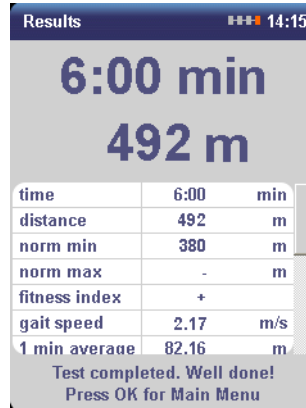 Results 14:15
6:00 min
492 m
time 6:00 min
distance 492 m
norm min 380 m
norm max - m
fitness index +
gait speed 2.17 m/s
1 min average 82.16 m
Test completed. Well done!
Press OK for Main Menu